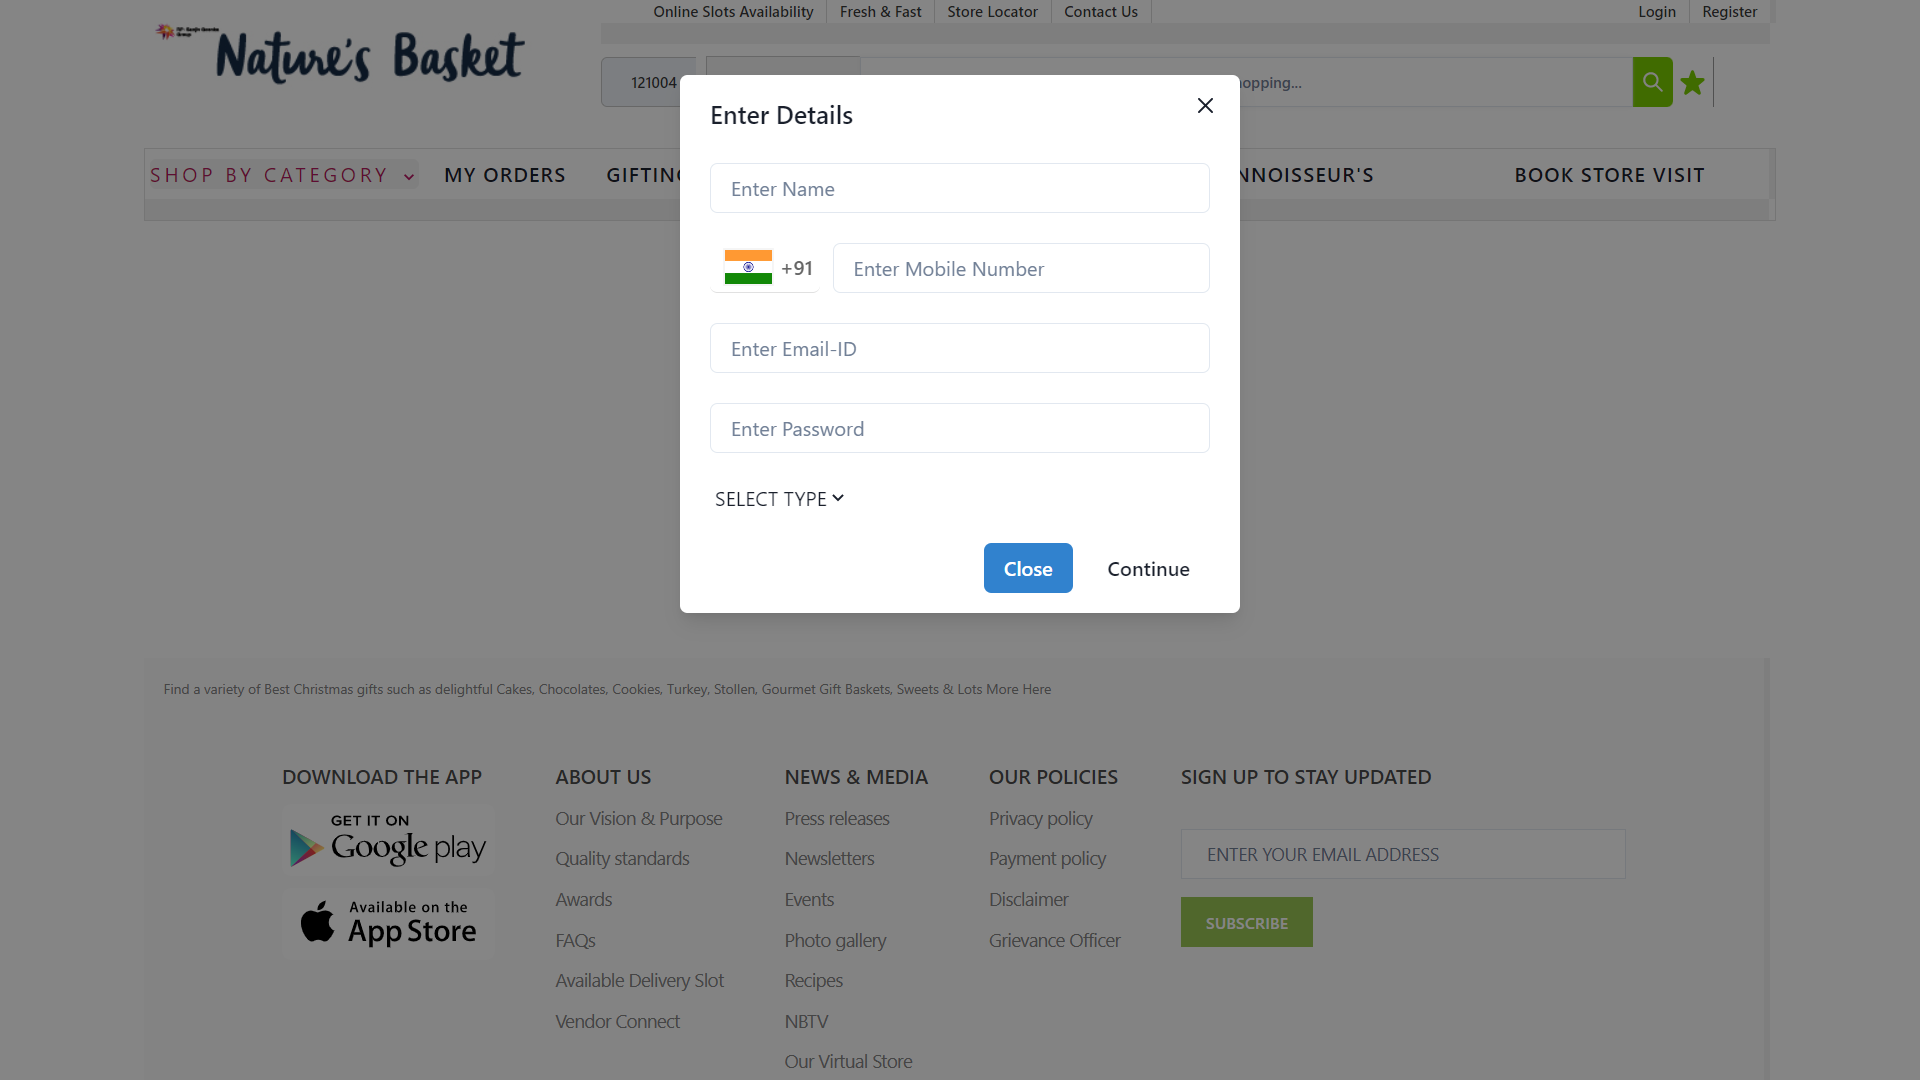 Online Slots Availability
Fresh & Fast
Store Locator
Contact Us
Login
Register
Nature's Basket
121004
hopping...
Enter Details
SHOP BY CATEGORY
MY ORDERS
GIFTING
NNOISSEUR'S
BOOK STORE VISIT
Enter Name
+91
Enter Mobile Number
Enter Email-ID
Enter Password
SELECT TYPE
Close
Continue
Find a variety of Best Christmas gifts such as delightful Cakes, Chocolates, Cookies, Turkey, Stollen, Gourmet Gift Baskets, Sweets & Lots More Here
DOWNLOAD THE APP
GET IT ON
Google play
Available on the
App Store
ABOUT US
Our Vision & Purpose
Quality standards
Awards
FAQs
Available Delivery Slot
Vendor Connect
NEWS & MEDIA
Press releases
Newsletters
Events
Photo gallery
Recipes
NBTV
Our Virtual Store
OUR POLICIES
Privacy policy
Payment policy
Disclaimer
Grievance Officer
SIGN UP TO STAY UPDATED
ENTER YOUR EMAIL ADDRESS
SUBSCRIBE